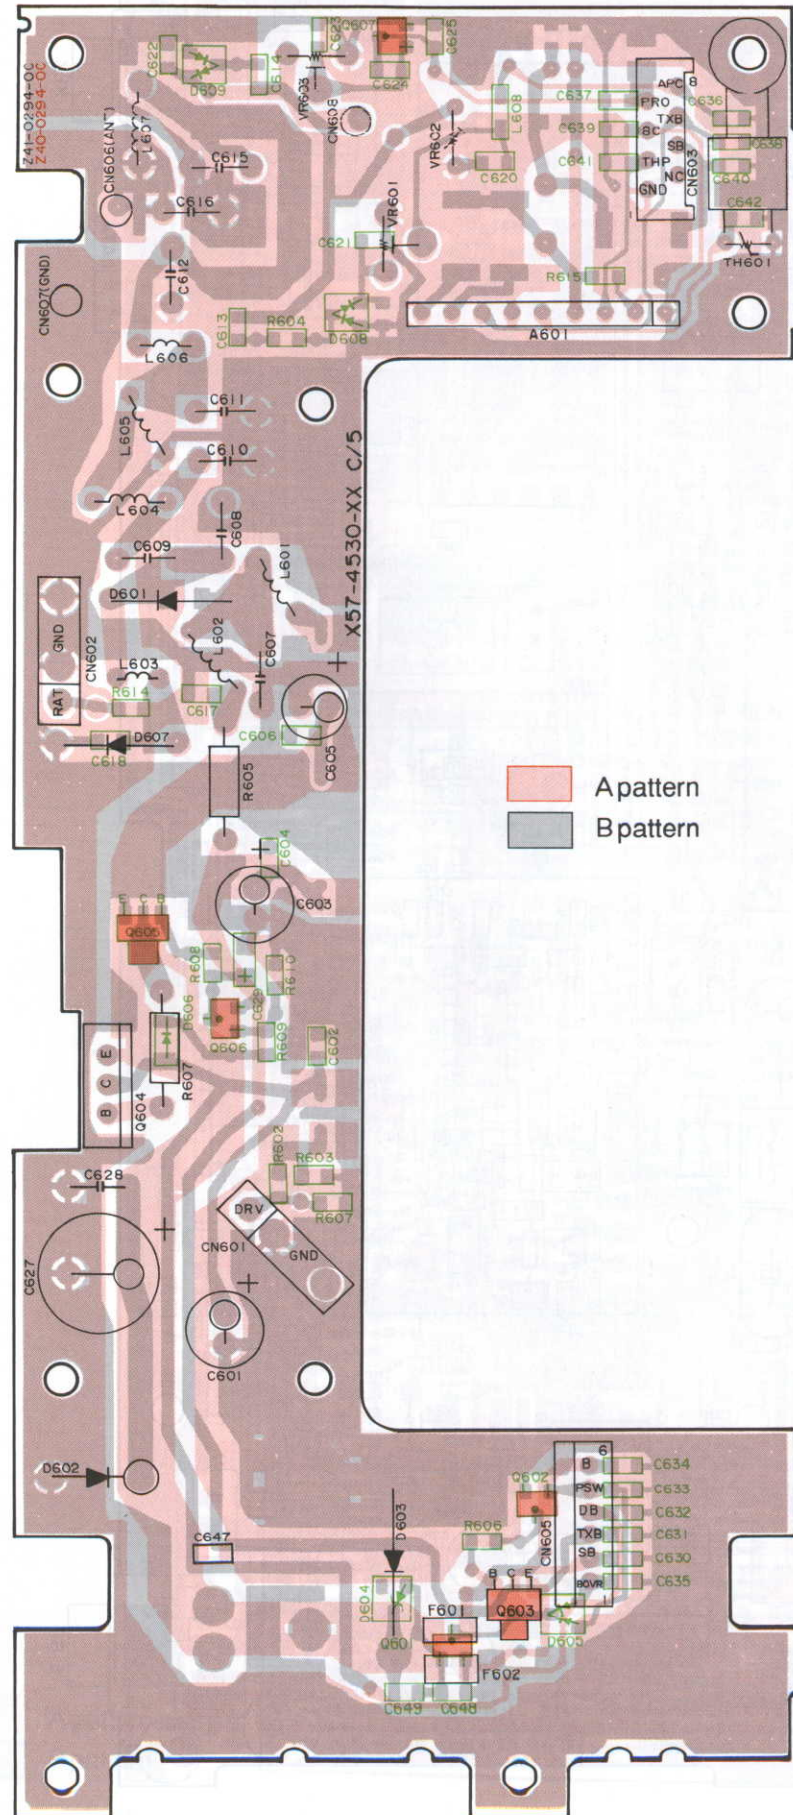 Z41-0294-00
Z40-0294-00
C622
D609
C614
C623
Q607
C625
VR603
C624
CN608
CN606(ANT)
L607
C615
C616
C612
CN607(GND)
L608
VR602
C620
VR601
C621
C637
C639
C641
APC 8
PRO
TXB
8C
SB
THP
NC
GND
1
CN603
C636
C638
C640
C642
TH601
R615
A601
C613
R604
D608
L606
C611
L605
C610
L604
C608
C609
L601
D601
X57-4530-XX C/5
GND
CN602
L602
C607
L603
RAT
R614
C617
+
D607
C618
C606
C605
R605
A pattern
B pattern
+
C604
C603
E C B
Q605
R608
+
C629
R610
D606
Q606
R609
C602
E
C
B
Q604
R607
R602
R603
C628
R607
DRV
CN601
GND
+
C627
+
C601
D602
6
B
PSW
DB
TXB
SB
BOVR
1
C634
C633
C632
C631
C630
C635
Q602
CN605
D603
R606
C647
B C E
D604
F601
Q603
D605
Q601
F602
C649
C648